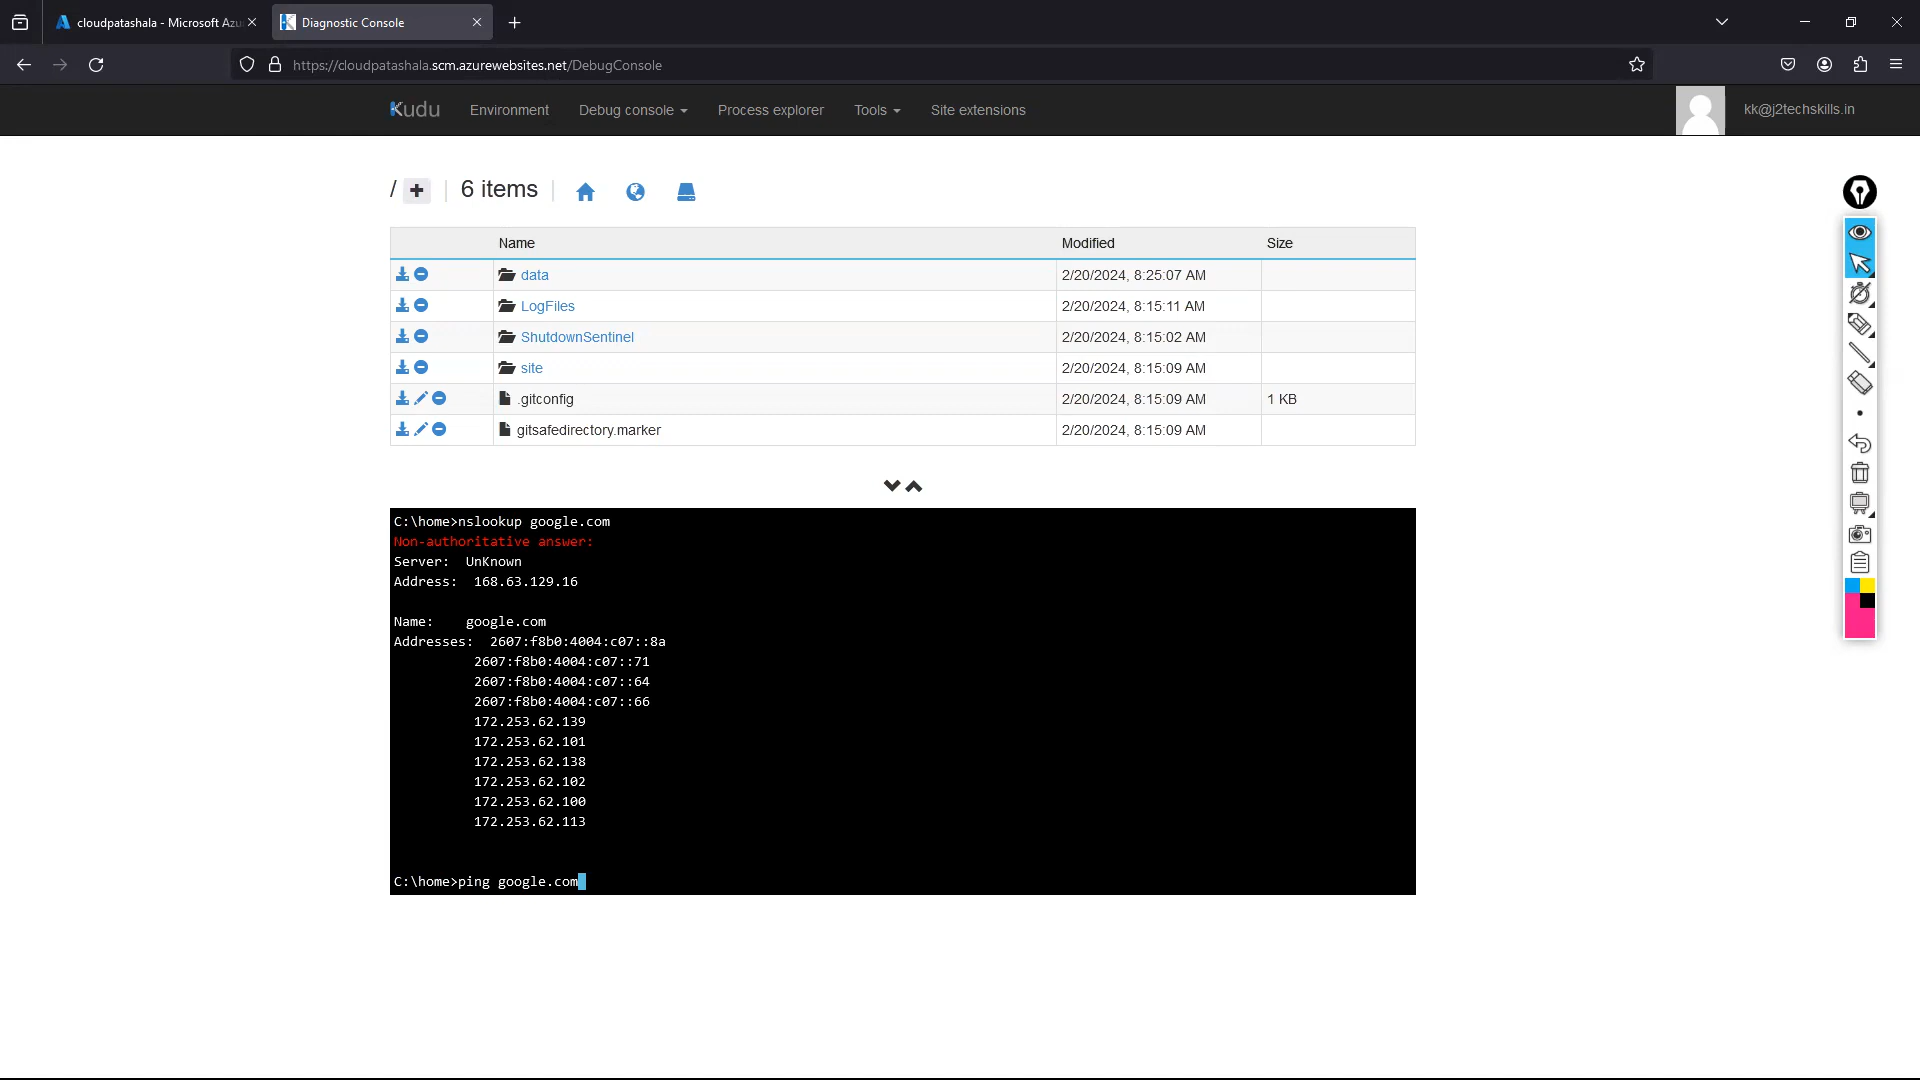 cloudpatashala - Microsoft Azu
Diagnostic Console
https://cloudpatashala.scm.azurewebsites.net/DebugConsole
Kudu Environment Debug console Process explorer Tools Site extensions kk@j2techskills.in
/ 6 items
Name Modified Size
data 2/20/2024, 8:25:07 AM
LogFiles 2/20/2024, 8:15:11 AM
ShutdownSentinel 2/20/2024, 8:15:02 AM
site 2/20/2024, 8:15:09 AM
.gitconfig 2/20/2024, 8:15:09 AM 1 KB
gitsafedirectory.marker 2/20/2024, 8:15:09 AM
C:\home>nslookup google.com
Non-authoritative answer:
Server:  UnKnown
Address:  168.63.129.16
Name:    google.com
Addresses:  2607:f8b0:4004:c07::8a
2607:f8b0:4004:c07::71
2607:f8b0:4004:c07::64
2607:f8b0:4004:c07::66
172.253.62.139
172.253.62.101
172.253.62.138
172.253.62.102
172.253.62.100
172.253.62.113
C:\home>ping google.com